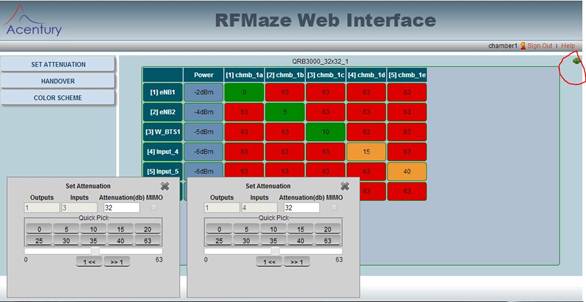 Acentury
RFMaze Web Interface
chamber1 Sign Out | Help
SET ATTENUATION
HANDOVER
COLOR SCHEME
QRB3000_32x32_1
Power [1] chmb_1a [2] chmb_1b [3] chmb_1c [4] chmb_1d [5] chmb_1e
[1] eNB1 -2dBm 0 63 63 63 63
[2] eNB2 -4dBm 63 5 63 63 63
[3] W_BTS1 -5dBm 63 63 10 63 63
[4] Input_4 -6dBm 63 63 63 15 63
[5] Input_5 -6dBm 63 63 63 63 40
Set Attenuation
Outputs Inputs Attenuation(db) MIMO
1 3 32
Quick Pick:
0 5 10 15 20
25 30 35 40 63
0 63
1 << >> 1
Set Attenuation
Outputs Inputs Attenuation(db) MIMO
1 4 32
Quick Pick:
0 5 10 15 20
25 30 35 40 63
0 63
1 << >> 1